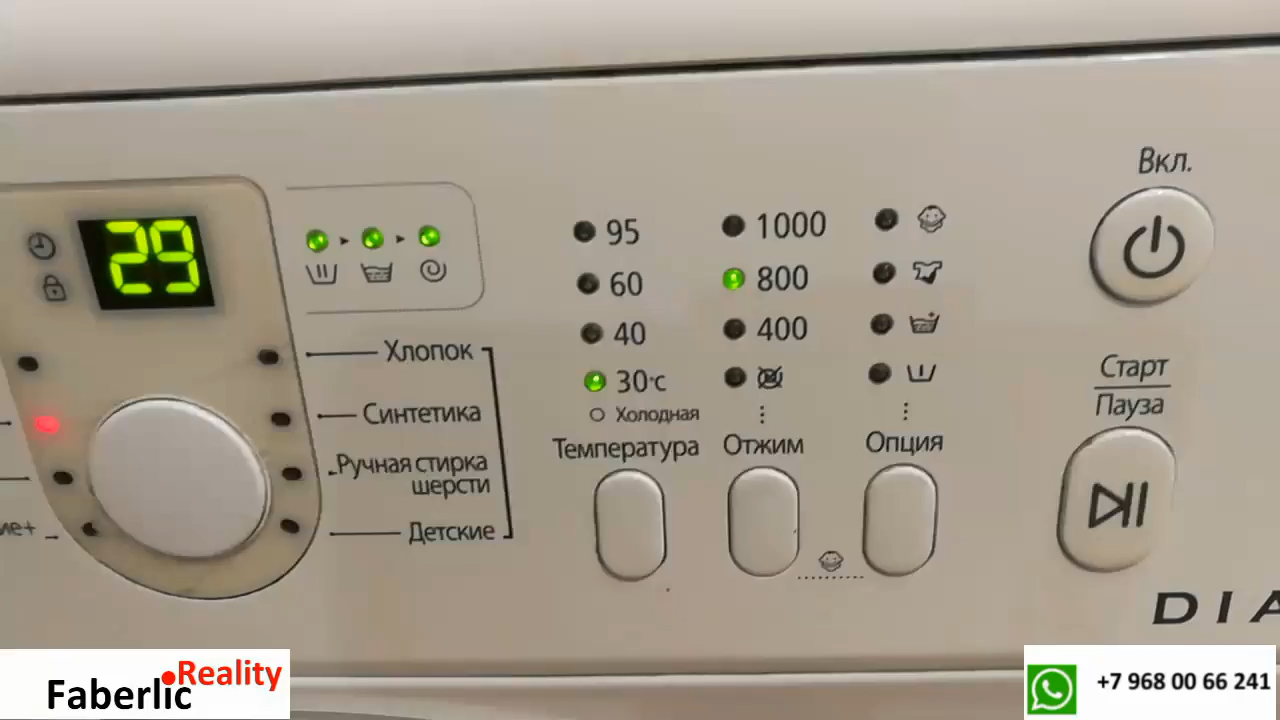 Вкл.
29
95
1000
60
800
40
400
30°C
Холодная
Температура
Отжим
Опция
Старт
Пауза
Хлопок
Синтетика
Ручная стирка
шерсти
Детские
ие+
DIA
Faberlic
Reality
+7 968 00 66 241